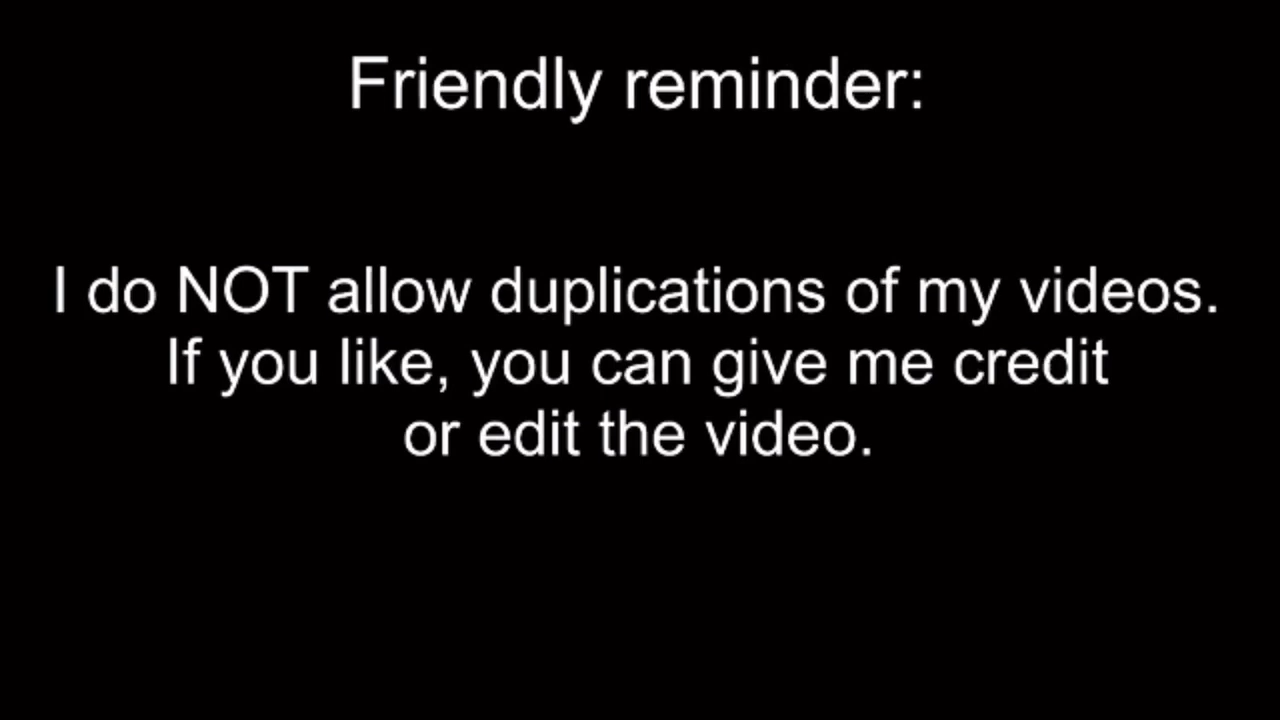 Friendly reminder:
I do NOT allow duplications of my videos.
If you like, you can give me credit
or edit the video.